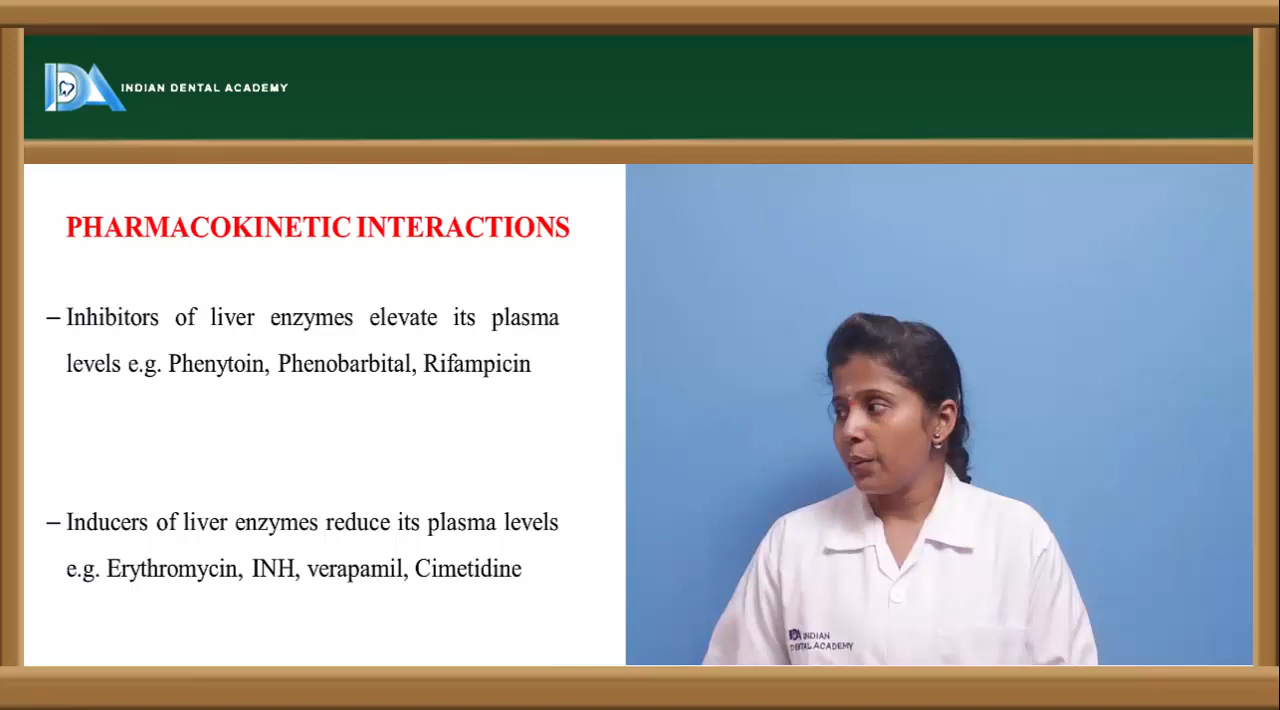 INDIAN DENTAL ACADEMY
PHARMACOKINETIC INTERACTIONS
– Inhibitors of liver enzymes elevate its plasma
levels e.g. Phenytoin, Phenobarbital, Rifampicin
– Inducers of liver enzymes reduce its plasma levels
e.g. Erythromycin, INH, verapamil, Cimetidine
IDA INDIAN
DENTAL ACADEMY